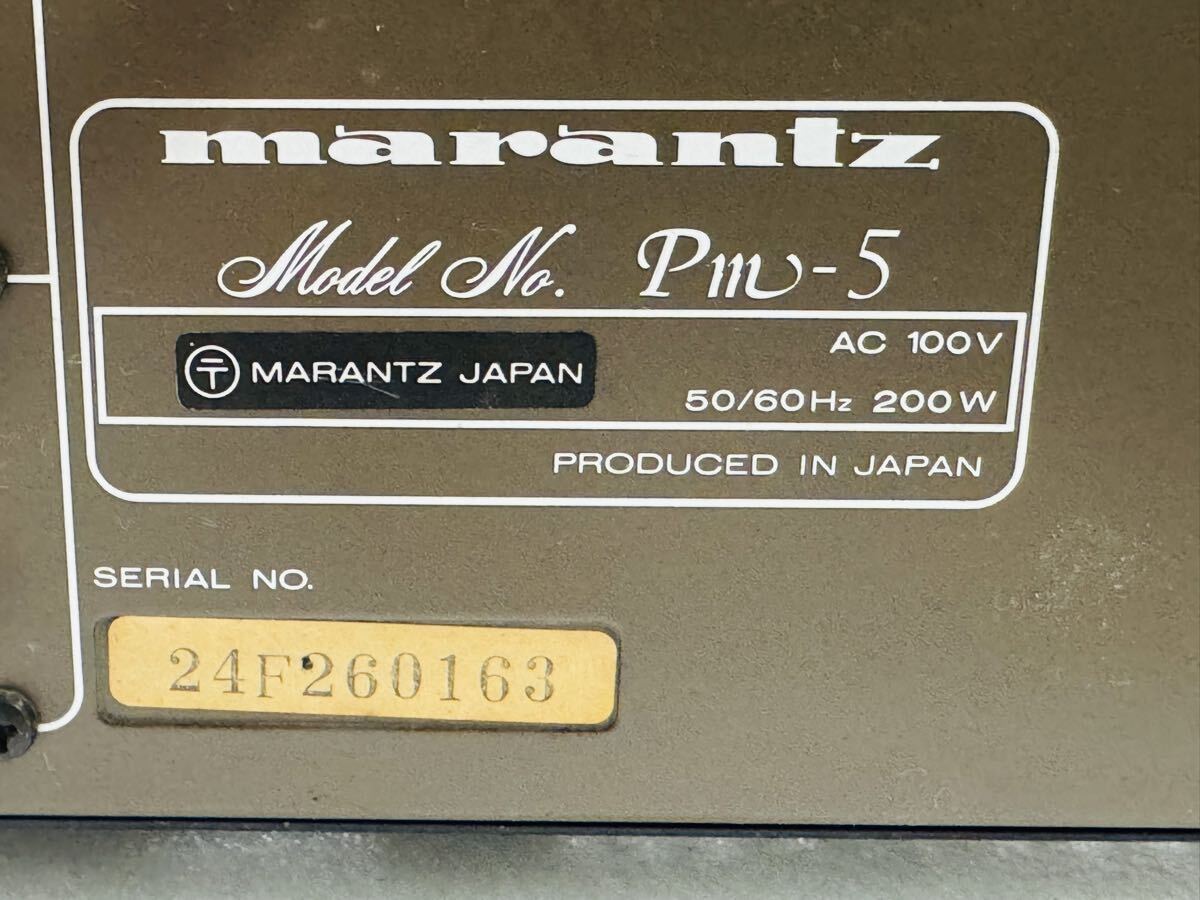 marantz
Model No. Pm-5
〒 MARANTZ JAPAN
AC 100V
50/60Hz 200W
PRODUCED IN JAPAN
SERIAL NO.
24F260163